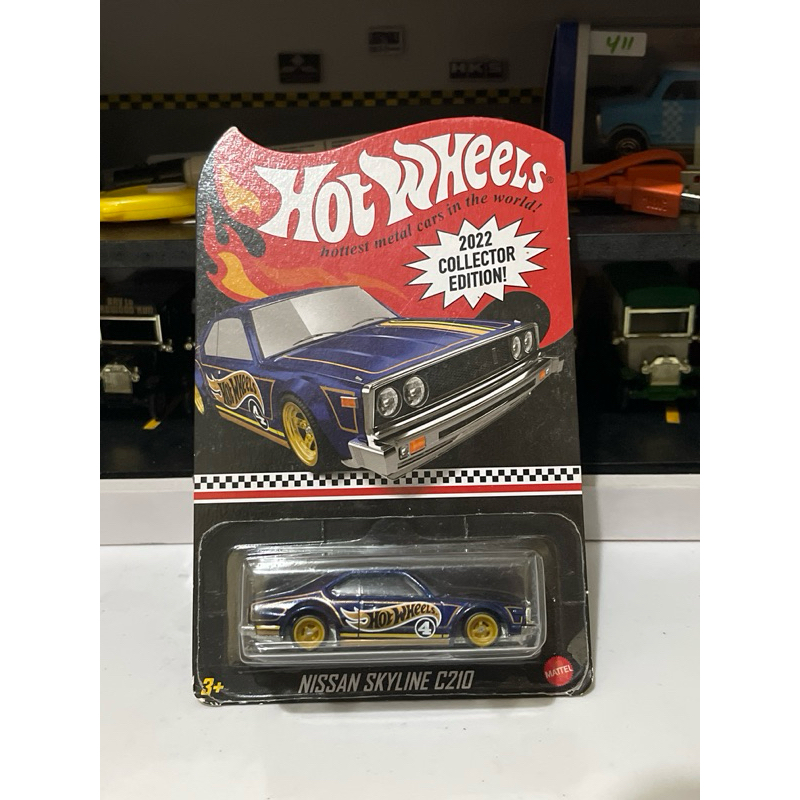 411
HKS
HOT WHEELS®
hottest metal cars in the world!
2022
COLLECTOR
EDITION!
HOT WHEELS
4
HOT WHEELS
4
3+
NISSAN SKYLINE C210
MATTEL